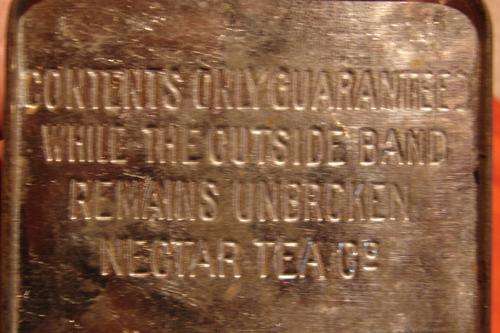 CONTENTS ONLY GUARANTEED
WHILE THE OUTSIDE BAND
REMAINS UNBROKEN
NECTAR TEA Co